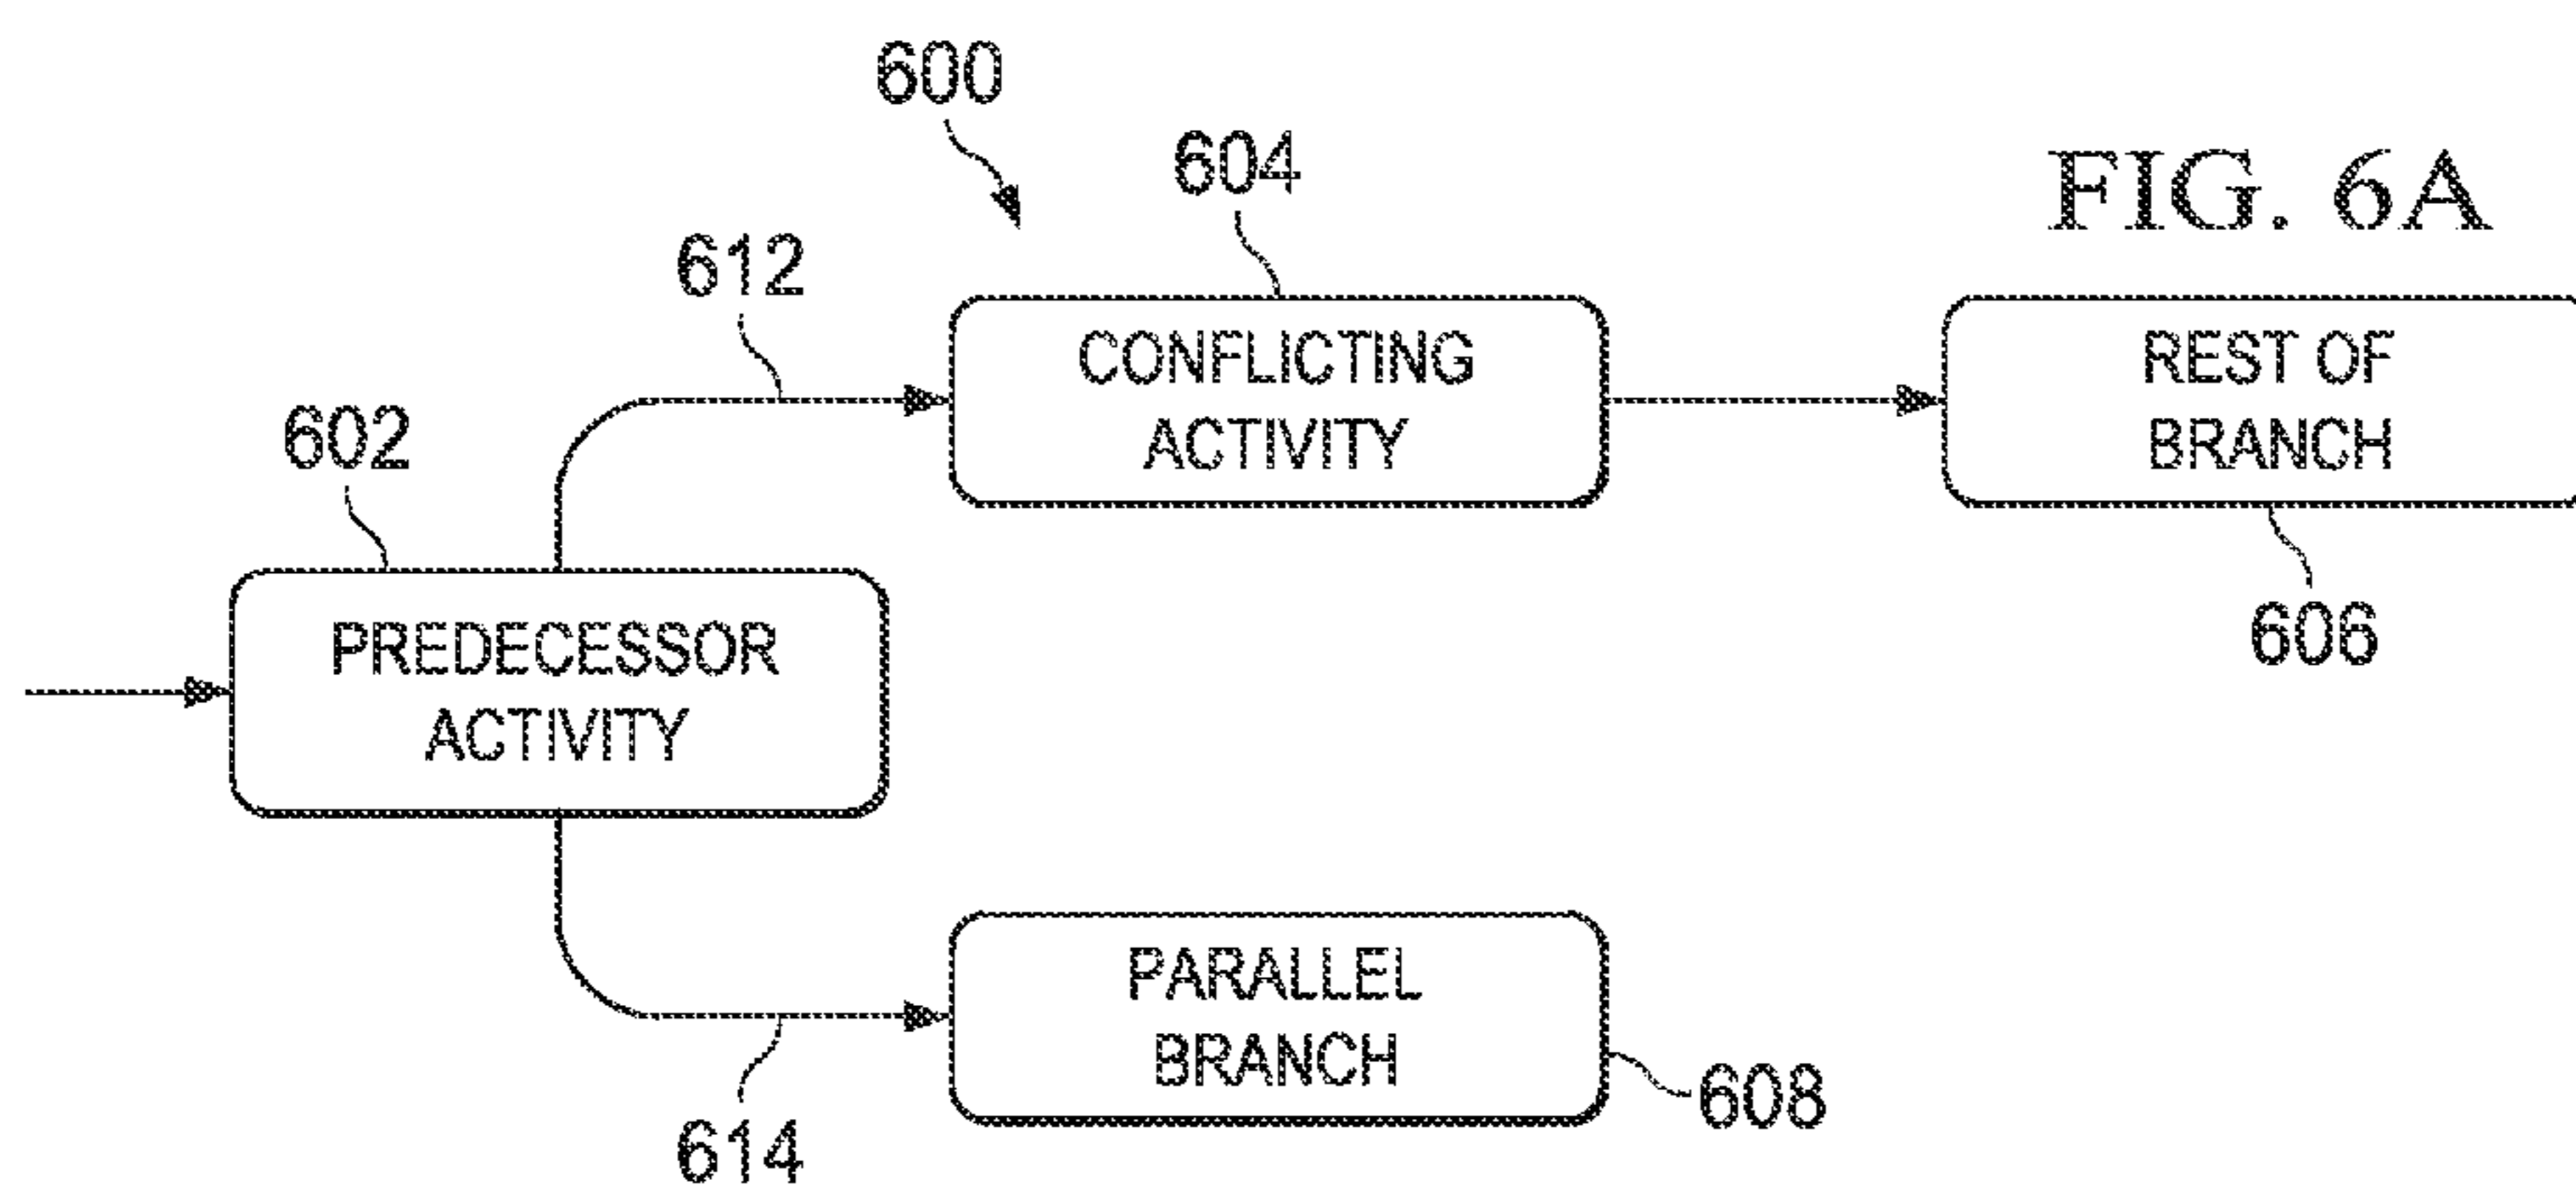 600
604
FIG. 6A
612
CONFLICTING
ACTIVITY
REST OF
BRANCH
602
606
PREDECESSOR
ACTIVITY
PARALLEL
BRANCH
608
614